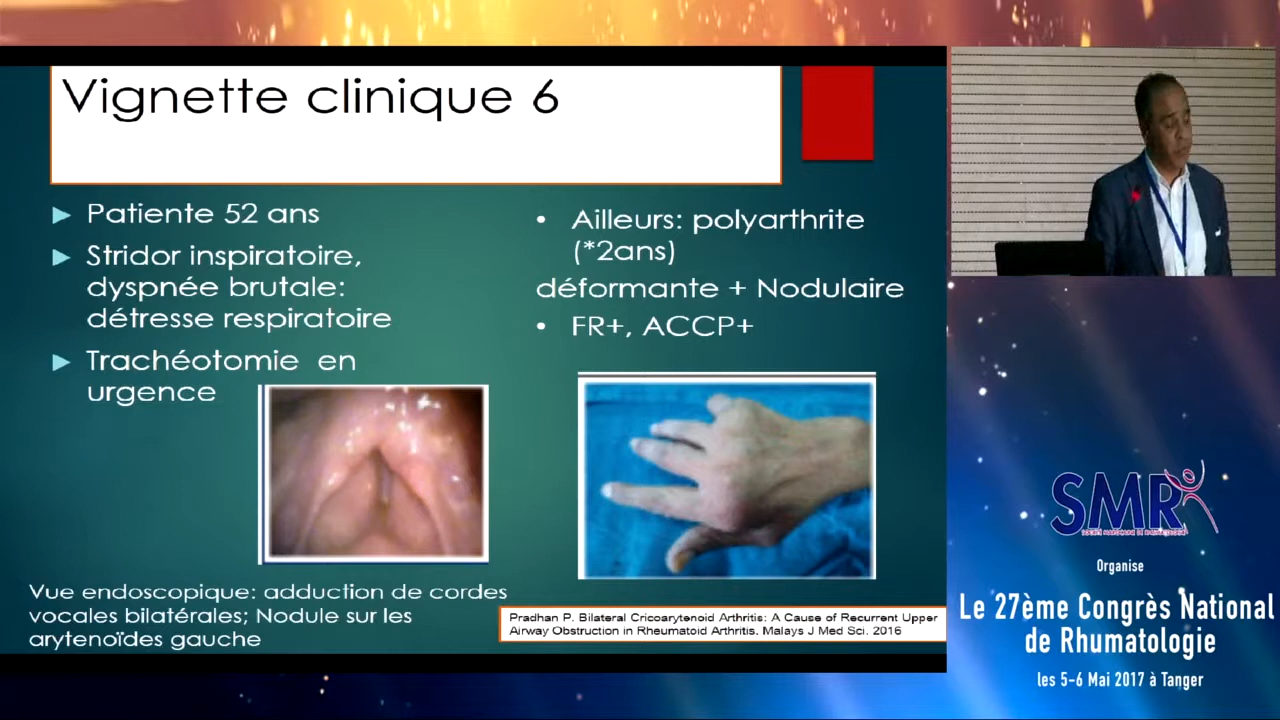 Vignette clinique 6
Patiente 52 ans
Stridor inspiratoire,
dyspnée brutale:
détresse respiratoire
Trachéotomie en
urgence
• Ailleurs: polyarthrite
(*2ans)
déformante + Nodulaire
• FR+, ACCP+
Vue endoscopique: adduction de cordes
vocales bilatérales; Nodule sur les
arytenoïdes gauche
Pradhan P. Bilateral Cricoarytenoid Arthritis: A Cause of Recurrent Upper
Airway Obstruction in Rheumatoid Arthritis. Malays J Med Sci. 2016
SMR
Organise
Le 27ème Congrès National
de Rhumatologie
les 5-6 Mai 2017 à Tanger